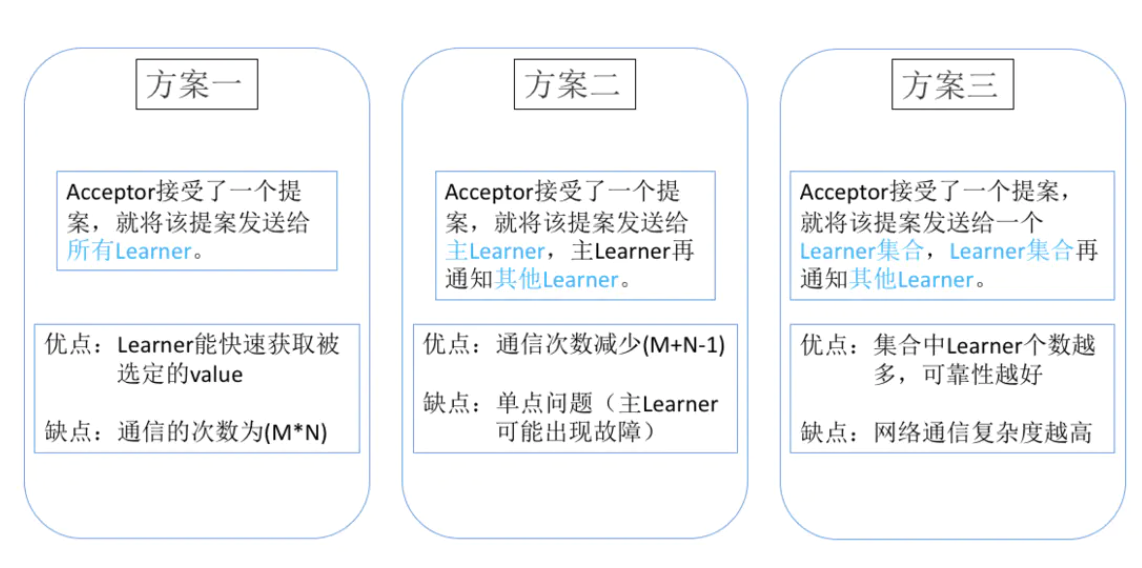 方案一
Acceptor接受了一个提
案，就将该提案发送给
所有Learner。
优点：Learner能快速获取被
选定的value
缺点：通信的次数为(M*N)
方案二
Acceptor接受了一个提
案，就将该提案发送给
主Learner，主Learner再
通知其他Learner。
优点：通信次数减少(M+N-1)
缺点：单点问题（主Learner
可能出现故障）
方案三
Acceptor接受了一个提案，
就将该提案发送给一个
Learner集合，Learner集合再
通知其他Learner。
优点：集合中Learner个数越
多，可靠性越好
缺点：网络通信复杂度越高